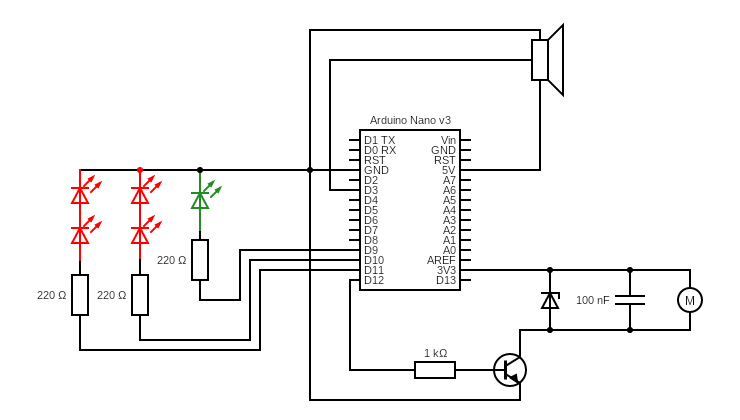 Arduino Nano v3
D1 TX Vin
D0 RX GND
RST RST
GND 5V
D2 A7
D3 A6
D4 A5
D5 A4
D6 A3
D7 A2
D8 A1
D9 A0
D10 AREF
D11 3V3
D12 D13
220 Ω
220 Ω 220 Ω
100 nF
M
1 kΩ